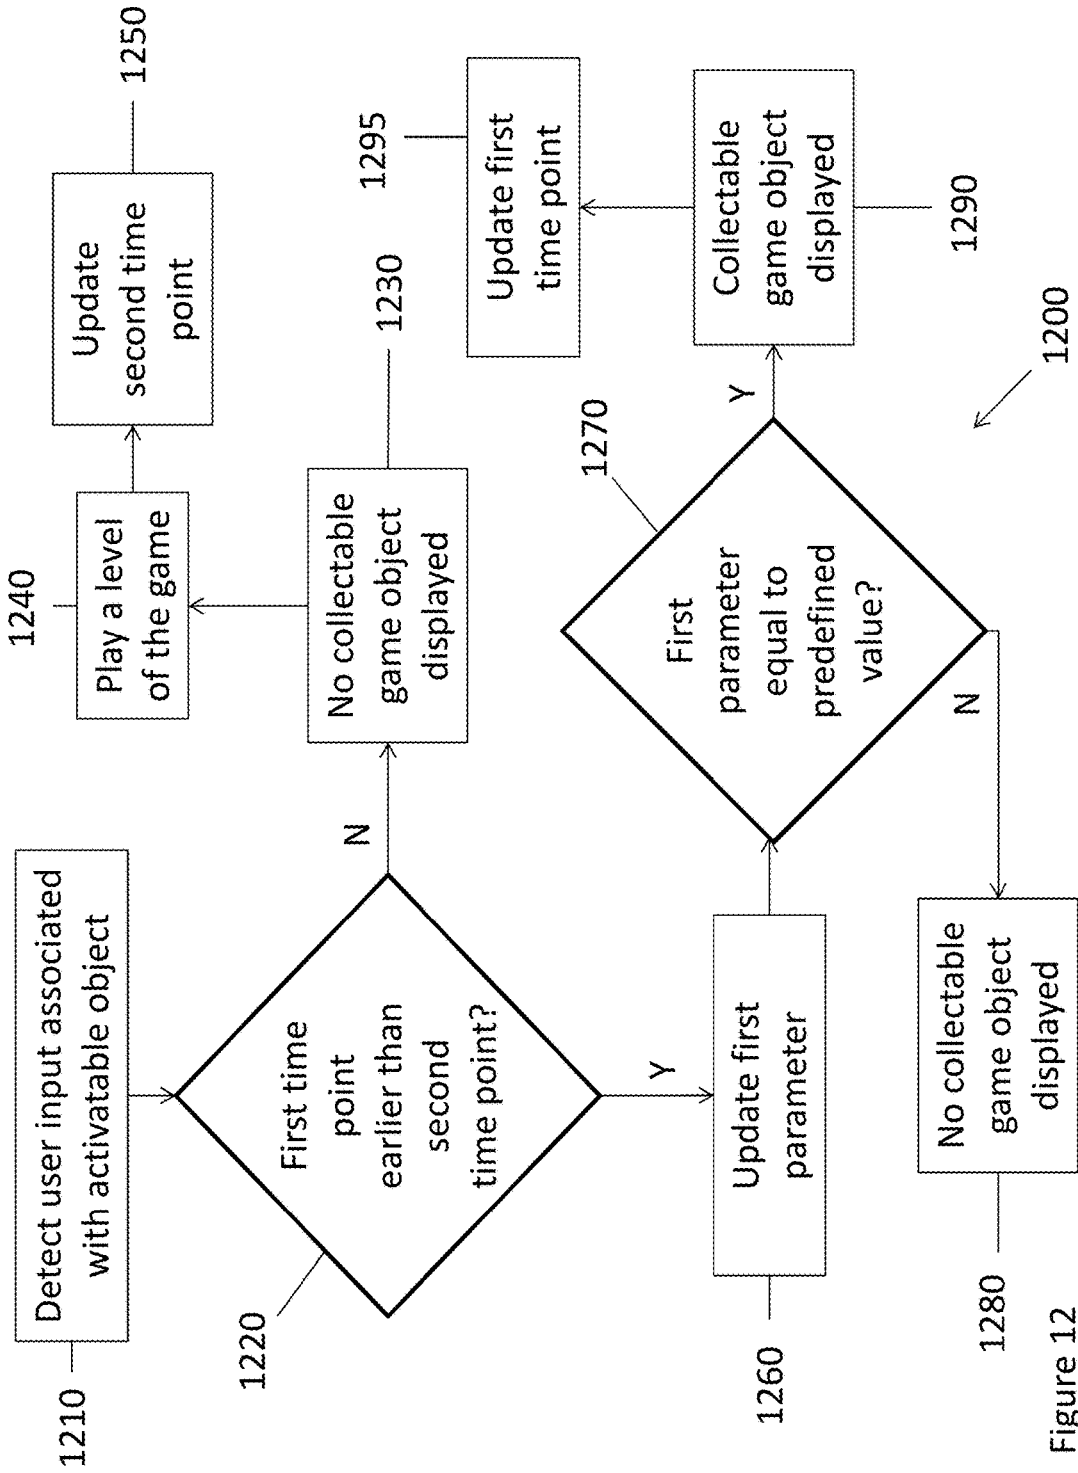 1210
Detect user input associated
with activatable object
1220
First time
point
earlier than
second
time point?
N
Y
No collectable
game object
displayed
1230
1240
Play a level
of the game
Update
second time
point
1250
1260
Update first
parameter
1270
First
parameter
equal to
predefined
value?
Y
N
1280
No collectable
game object
displayed
Collectable
game object
displayed
1290
Update first
time point
1295
1200
Figure 12